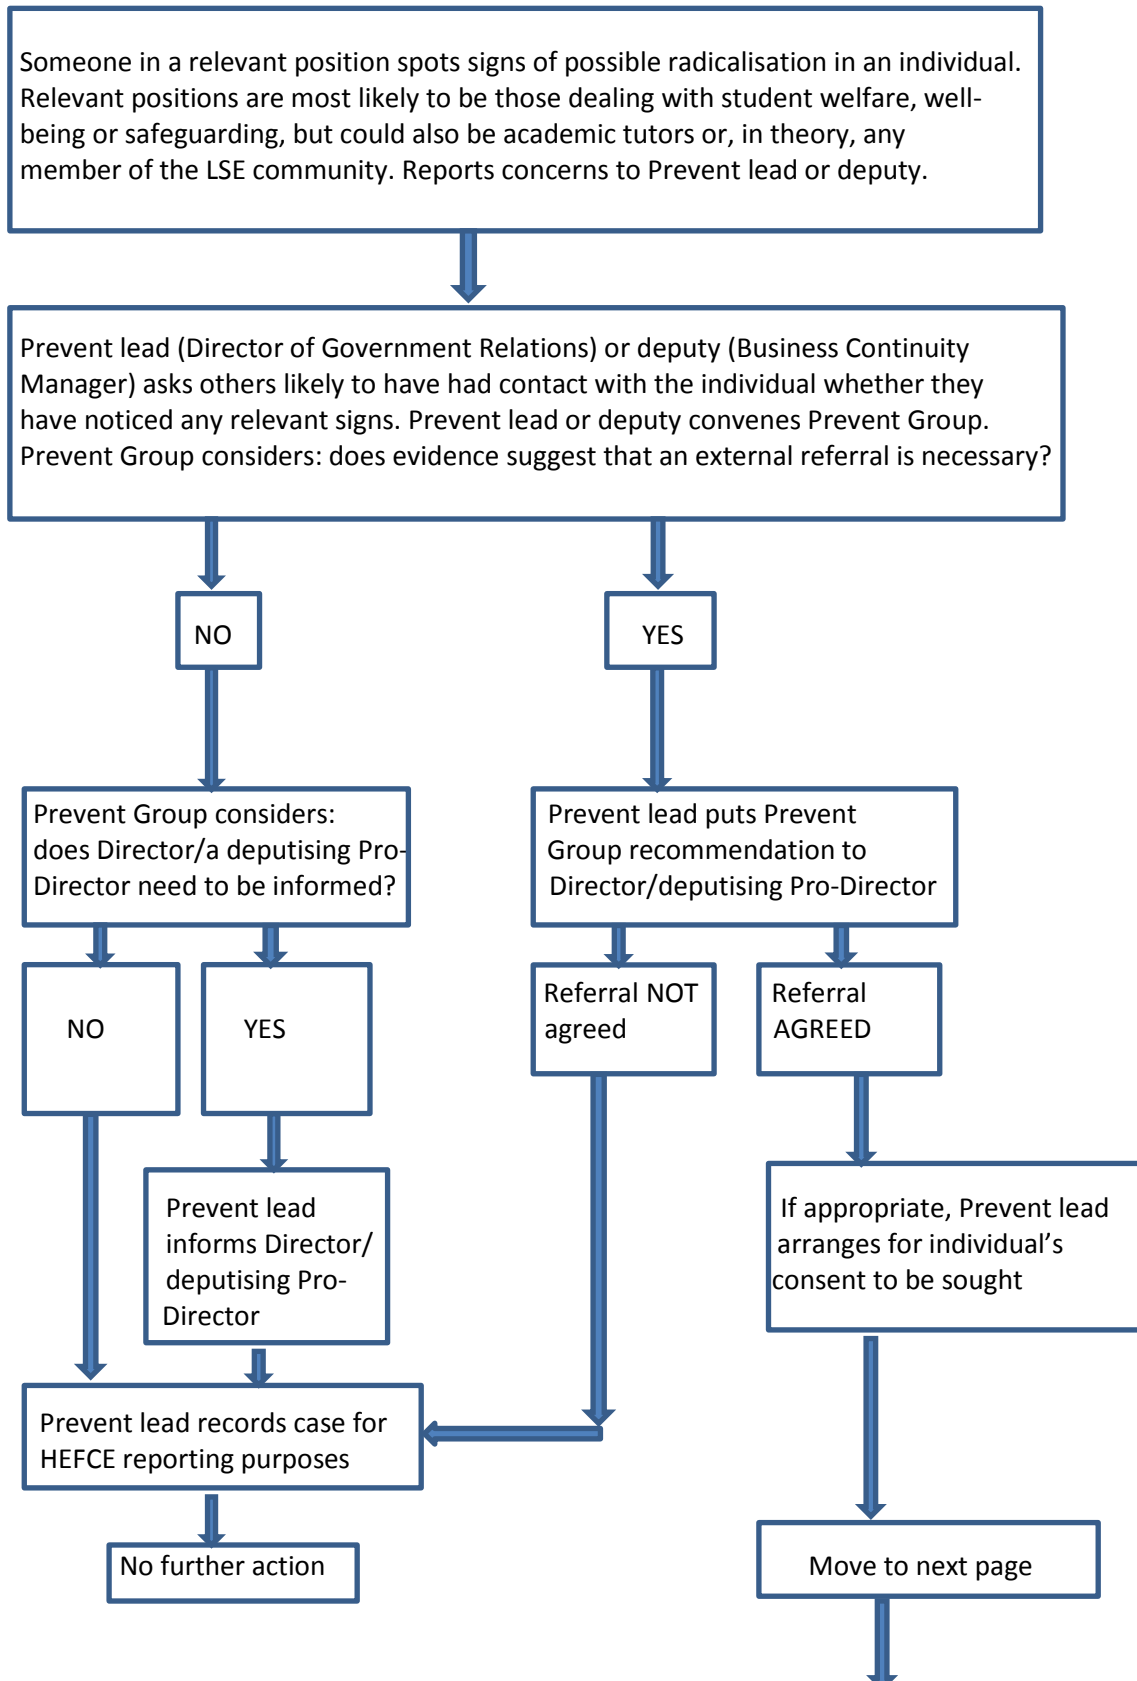 Someone in a relevant position spots signs of possible radicalisation in an individual.
Relevant positions are most likely to be those dealing with student welfare, well-
being or safeguarding, but could also be academic tutors or, in theory, any
member of the LSE community. Reports concerns to Prevent lead or deputy.
Prevent lead (Director of Government Relations) or deputy (Business Continuity
Manager) asks others likely to have had contact with the individual whether they
have noticed any relevant signs. Prevent lead or deputy convenes Prevent Group.
Prevent Group considers: does evidence suggest that an external referral is necessary?
NO
YES
Prevent Group considers:
does Director/a deputising Pro-
Director need to be informed?
Prevent lead puts Prevent
Group recommendation to
Director/deputising Pro-Director
NO
YES
Referral NOT
agreed
Referral
AGREED
Prevent lead
informs Director/
deputising Pro-
Director
If appropriate, Prevent lead
arranges for individual’s
consent to be sought
Prevent lead records case for
HEFCE reporting purposes
No further action
Move to next page